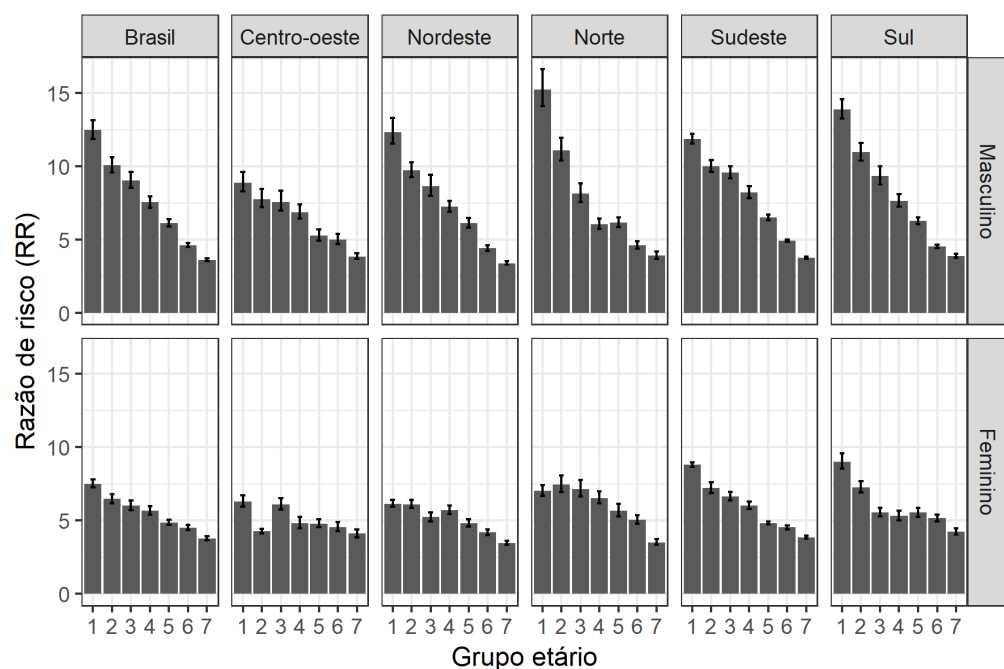 Brasil Centro-oeste Nordeste Norte Sudeste Sul
15
10
5
0
Masculino
15
10
5
0
Feminino
Razão de risco (RR)
1 2 3 4 5 6 7 1 2 3 4 5 6 7 1 2 3 4 5 6 7 1 2 3 4 5 6 7 1 2 3 4 5 6 7 1 2 3 4 5 6 7
Grupo etário